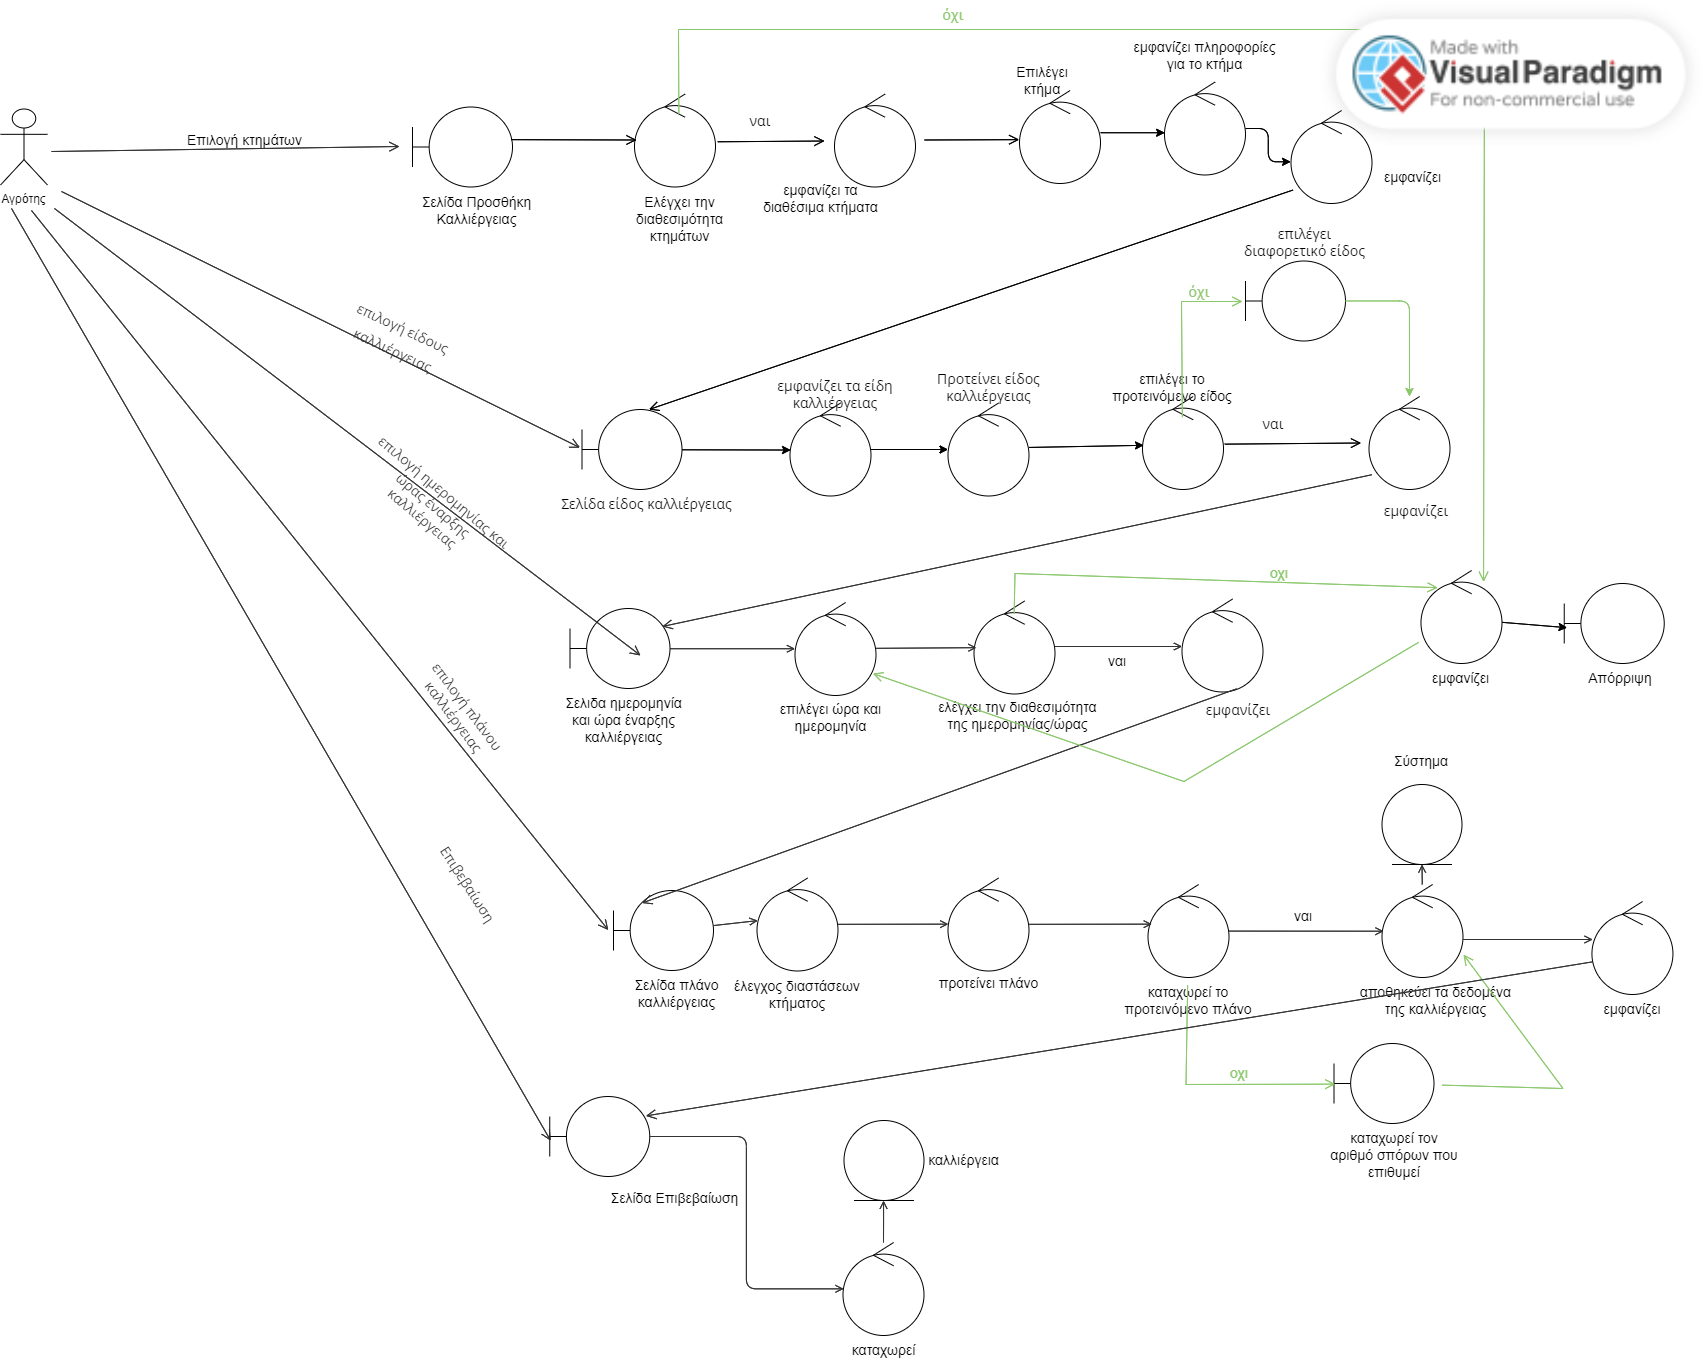 όχι
Made with
Visual Paradigm
For non-commercial use
εμφανίζει πληροφορίες
για το κτήμα
Επιλέγει
κτήμα
ναι
Επιλογή κτημάτων
Αγρότης
Σελίδα Προσθήκη
Καλλιέργειας
Ελέγχει την
διαθεσιμότητα
κτημάτων
εμφανίζει τα
διαθέσιμα κτήματα
εμφανίζει
επιλέγει
διαφορετικό είδος
όχι
επιλογή είδους
καλλιέργειας
εμφανίζει τα είδη
καλλιέργειας
Προτείνει είδος
καλλιέργειας
επιλέγει το
προτεινόμενο είδος
ναι
Σελίδα είδος καλλιέργειας
εμφανίζει
επιλογή ημερομηνίας και
ώρας έναρξης
καλλιέργειας
οχι
ναι
Σελιδα ημερομηνία
και ώρα έναρξης
καλλιέργειας
επιλέγει ώρα και
ημερομηνία
ελέγχει την διαθεσιμότητα
της ημερομηνίας/ώρας
εμφανίζει
εμφανίζει
Απόρριψη
επιλογή πλάνου
καλλιέργειας
Σύστημα
Επιβεβαίωση
ναι
Σελίδα πλάνο
καλλιέργειας
έλεγχος διαστάσεων
κτήματος
προτείνει πλάνο
καταχωρεί το
προτεινόμενο πλάνο
αποθηκεύει τα δεδομένα
της καλλιέργειας
εμφανίζει
οχι
καταχωρεί τον
αριθμό σπόρων που
επιθυμεί
Σελίδα Επιβεβαίωση
καλλιέργεια
καταχωρεί